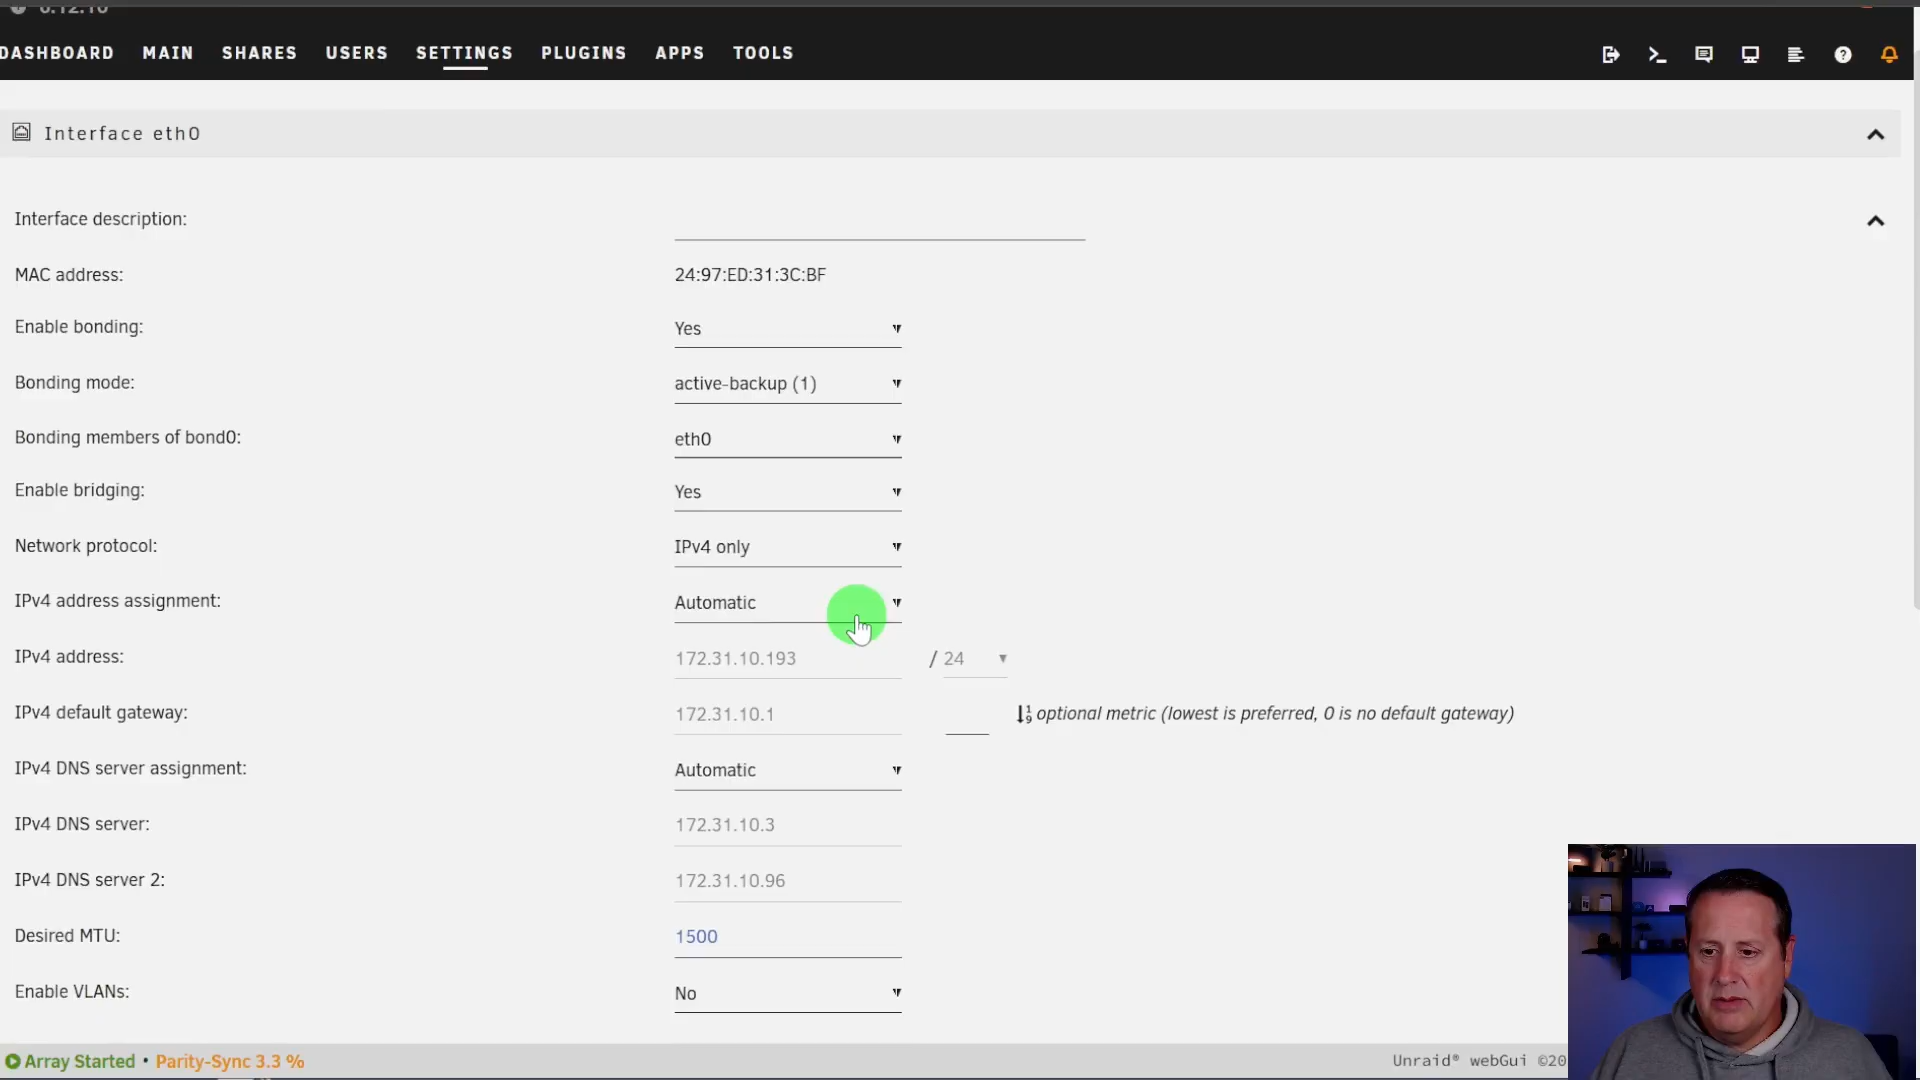 6.12.10
DASHBOARD MAIN SHARES USERS SETTINGS PLUGINS APPS TOOLS
Interface eth0
Interface description:
MAC address: 24:97:ED:31:3C:BF
Enable bonding: Yes
Bonding mode: active-backup (1)
Bonding members of bond0: eth0
Enable bridging: Yes
Network protocol: IPv4 only
IPv4 address assignment: Automatic
IPv4 address: 172.31.10.193 / 24
IPv4 default gateway: 172.31.10.1 optional metric (lowest is preferred, 0 is no default gateway)
IPv4 DNS server assignment: Automatic
IPv4 DNS server: 172.31.10.3
IPv4 DNS server 2: 172.31.10.96
Desired MTU: 1500
Enable VLANs: No
Array Started • Parity-Sync 3.3 % Unraid® webGui ©20